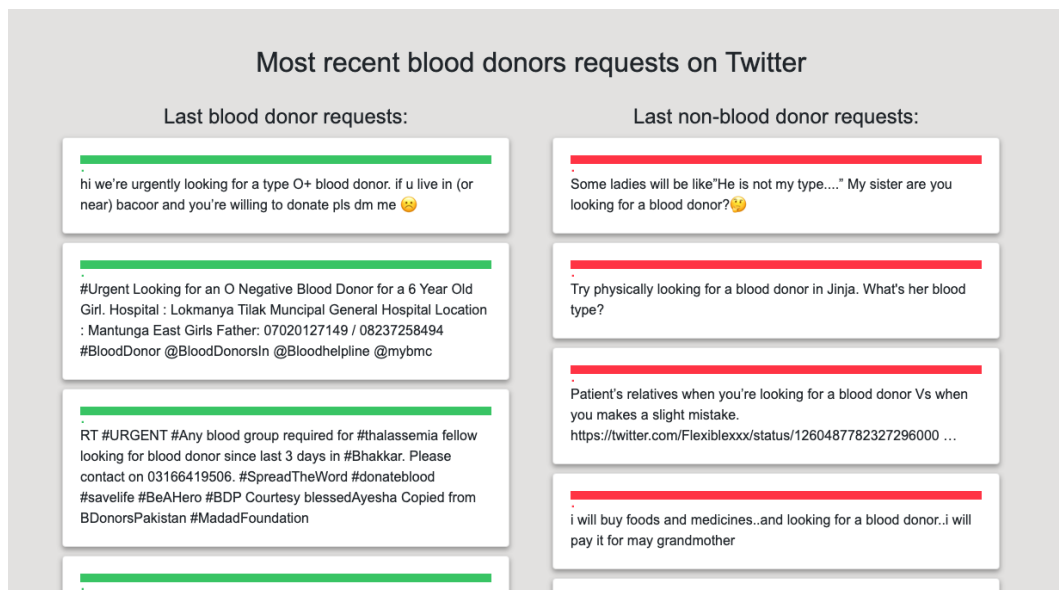 Most recent blood donors requests on Twitter
Last blood donor requests:
hi we're urgently looking for a type O+ blood donor. if u live in (or
near) bacoor and you're willing to donate pls dm me ☹️
#Urgent Looking for an O Negative Blood Donor for a 6 Year Old
Girl. Hospital : Lokmanya Tilak Muncipal General Hospital Location
: Mantunga East Girls Father: 07020127149 / 08237258494
#BloodDonor @BloodDonorsIn @Bloodhelpline @mybmc
RT #URGENT #Any blood group required for #thalassemia fellow
looking for blood donor since last 3 days in #Bhakkar. Please
contact on 03166419506. #SpreadTheWord #donateblood
#savelife #BeAHero #BDP Courtesy blessedAyesha Copied from
BDonorsPakistan #MadadFoundation
Last non-blood donor requests:
Some ladies will be like"He is not my type...." My sister are you
looking for a blood donor?🤔
Try physically looking for a blood donor in Jinja. What's her blood
type?
Patient's relatives when you're looking for a blood donor Vs when
you makes a slight mistake.
https://twitter.com/Flexiblexxx/status/1260487782327296000 …
i will buy foods and medicines..and looking for a blood donor..i will
pay it for may grandmother